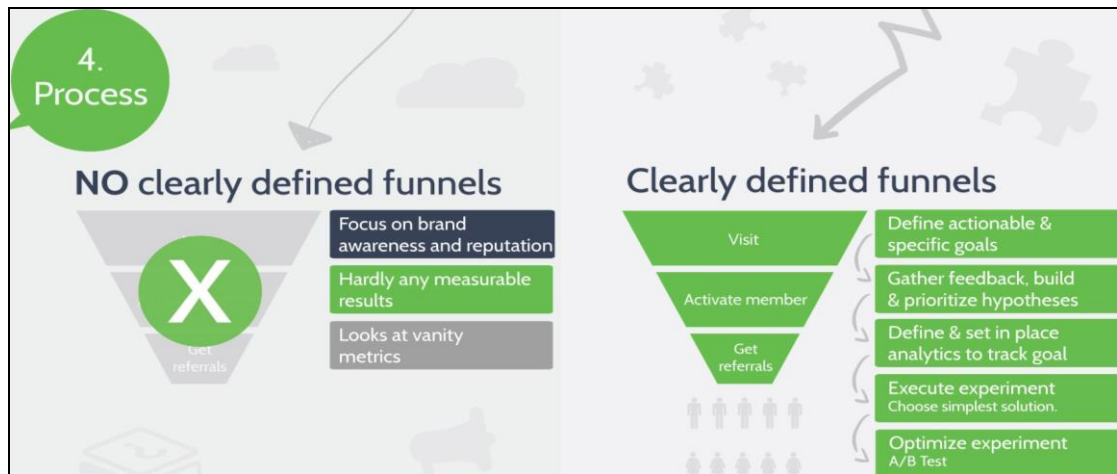 4.
Process
NO clearly defined funnels
Focus on brand
awareness and reputation
X
Hardly any measurable
results
Get
referrals
Looks at vanity
metrics
Clearly defined funnels
Visit
Activate member
Get
referrals
Define actionable &
specific goals
Gather feedback, build
& prioritize hypotheses
Define & set in place
analytics to track goal
Execute experiment
Choose simplest solution.
Optimize experiment
A/B Test